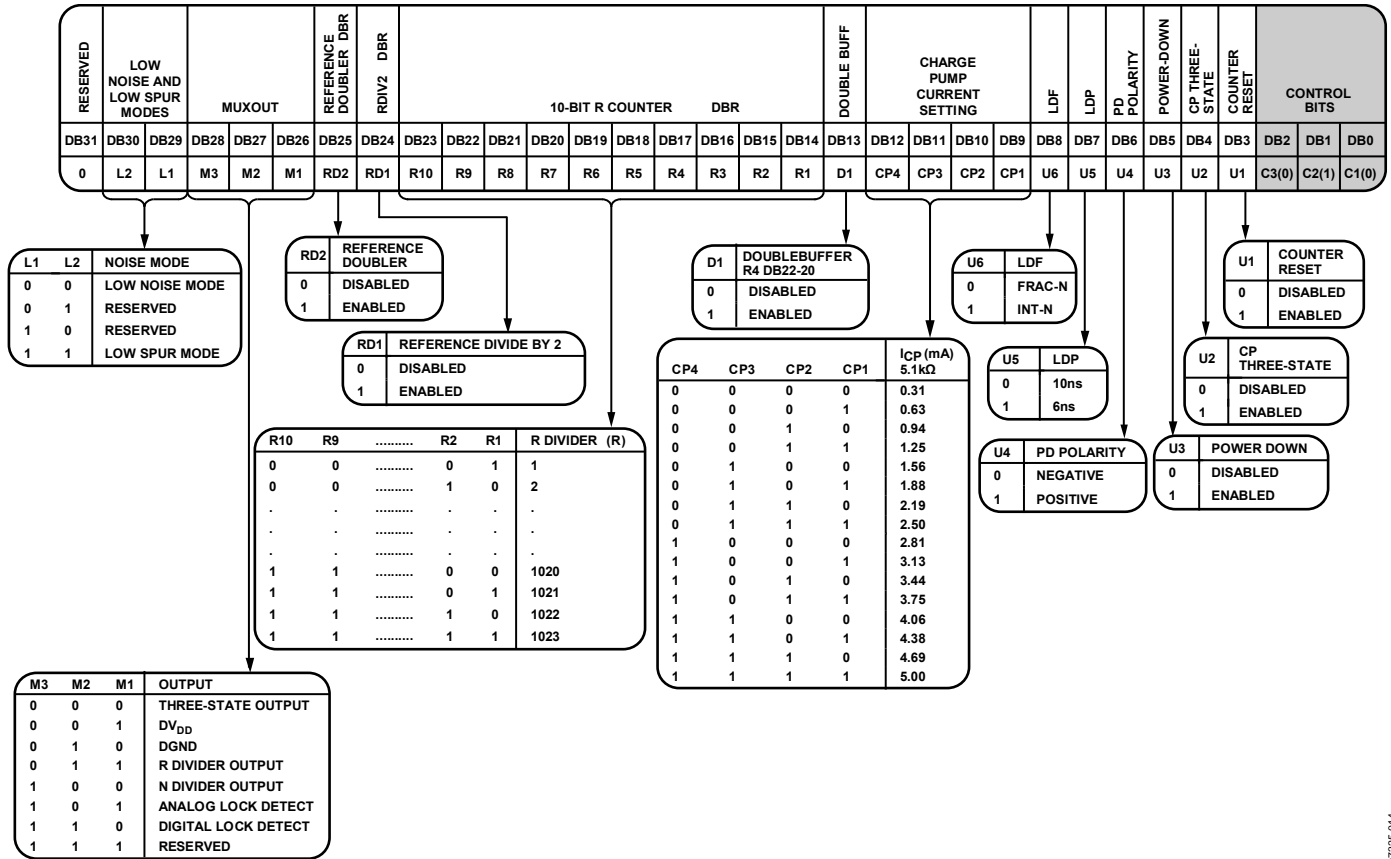 RESERVED
LOW NOISE AND LOW SPUR MODES
MUXOUT
REFERENCE DOUBLER DBR
RDIV2 DBR
10-BIT R COUNTER DBR
DOUBLE BUFF
CHARGE PUMP CURRENT SETTING
LDF
LDP
PD POLARITY
POWER-DOWN
CP THREE-STATE
COUNTER RESET
CONTROL BITS
DB31 DB30 DB29 DB28 DB27 DB26 DB25 DB24 DB23 DB22 DB21 DB20 DB19 DB18 DB17 DB16 DB15 DB14 DB13 DB12 DB11 DB10 DB9 DB8 DB7 DB6 DB5 DB4 DB3 DB2 DB1 DB0
0 L2 L1 M3 M2 M1 RD2 RD1 R10 R9 R8 R7 R6 R5 R4 R3 R2 R1 D1 CP4 CP3 CP2 CP1 U6 U5 U4 U3 U2 U1 C3(0) C2(1) C1(0)
L1 L2 NOISE MODE
0 0 LOW NOISE MODE
0 1 RESERVED
1 0 RESERVED
1 1 LOW SPUR MODE
RD2 REFERENCE DOUBLER
0 DISABLED
1 ENABLED
RD1 REFERENCE DIVIDE BY 2
0 DISABLED
1 ENABLED
R10 R9 .......... R2 R1 R DIVIDER (R)
0 0 .......... 0 1 1
0 0 .......... 1 0 2
. . .......... . . .
. . .......... . . .
. . .......... . . .
1 1 .......... 0 0 1020
1 1 .......... 0 1 1021
1 1 .......... 1 0 1022
1 1 .......... 1 1 1023
D1 DOUBLEBUFFER R4 DB22-20
0 DISABLED
1 ENABLED
CP4 CP3 CP2 CP1 ICP (mA) 5.1kΩ
0 0 0 0 0.31
0 0 0 1 0.63
0 0 1 0 0.94
0 0 1 1 1.25
0 1 0 0 1.56
0 1 0 1 1.88
0 1 1 0 2.19
0 1 1 1 2.50
1 0 0 0 2.81
1 0 0 1 3.13
1 0 1 0 3.44
1 0 1 1 3.75
1 1 0 0 4.06
1 1 0 1 4.38
1 1 1 0 4.69
1 1 1 1 5.00
U6 LDF
0 FRAC-N
1 INT-N
U5 LDP
0 10ns
1 6ns
U4 PD POLARITY
0 NEGATIVE
1 POSITIVE
U1 COUNTER RESET
0 DISABLED
1 ENABLED
U2 CP THREE-STATE
0 DISABLED
1 ENABLED
U3 POWER DOWN
0 DISABLED
1 ENABLED
M3 M2 M1 OUTPUT
0 0 0 THREE-STATE OUTPUT
0 0 1 DVDD
0 1 0 DGND
0 1 1 R DIVIDER OUTPUT
1 0 0 N DIVIDER OUTPUT
1 0 1 ANALOG LOCK DETECT
1 1 0 DIGITAL LOCK DETECT
1 1 1 RESERVED